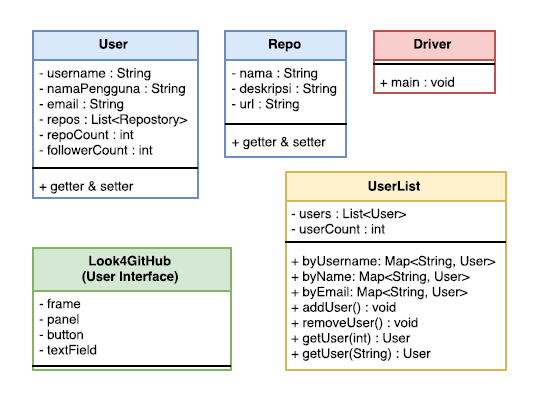 User
- username : String
- namaPengguna : String
- email : String
- repos : List<Repostory>
- repoCount : int
- followerCount : int
+ getter & setter
Repo
- nama : String
- deskripsi : String
- url : String
+ getter & setter
Driver
+ main : void
UserList
- users : List<User>
- userCount : int
+ byUsername: Map<String, User>
+ byName: Map<String, User>
+ byEmail: Map<String, User>
+ addUser() : void
+ removeUser() : void
+ getUser(int) : User
+ getUser(String) : User
Look4GitHub
(User Interface)
- frame
- panel
- button
- textField